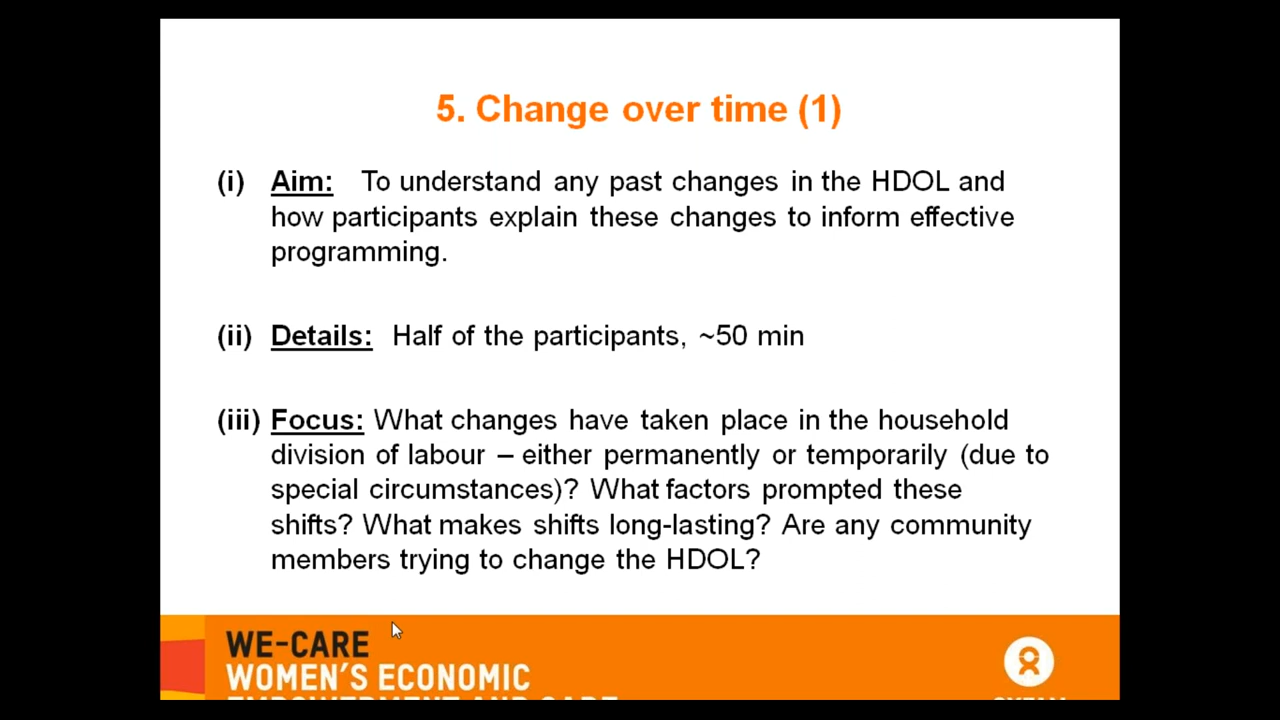 5. Change over time (1)
(i) Aim: To understand any past changes in the HDOL and
how participants explain these changes to inform effective
programming.
(ii) Details: Half of the participants, ~50 min
(iii) Focus: What changes have taken place in the household
division of labour – either permanently or temporarily (due to
special circumstances)? What factors prompted these
shifts? What makes shifts long-lasting? Are any community
members trying to change the HDOL?
WE-CARE
WOMEN'S ECONOMIC
EMPOWERMENT AND CARE
OXFAM